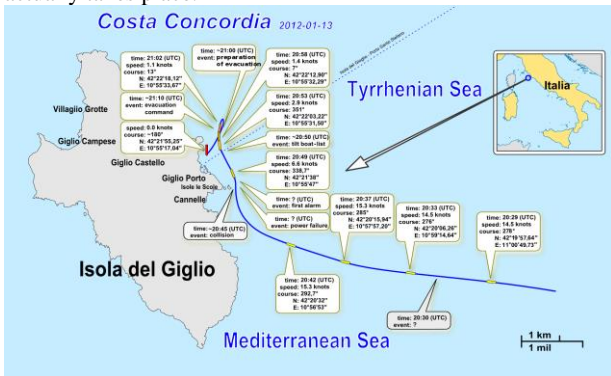 Costa Concordia 2012-01-13
time: 21:02 (UTC)
speed: 1.1 knots
course: 13°
N: 42°22'18,12"
E: 10°55'33,67"
time: ~21:00 (UTC)
event: preparation
of evacuation
time: 20:58 (UTC)
speed: 1.4 knots
course: 7°
N: 42°22'12,90"
E: 10°55'32,29"
time: ~21:10 (UTC)
event: evacuation
command
time: 20:53 (UTC)
speed: 2.9 knots
course: 351°
N: 42°22'03,22"
E: 10°55'31,50"
0.0 knots
course: ~180°
N: 42°21'55,25"
E: 10°55'17,04"
time: ~20:50 (UTC)
event: tilt boat-list
time: 20:49 (UTC)
speed: 6.6 knots
course: 338,7°
N: 42°21'38"
E: 10°55'47"
time: ? (UTC)
event: first alarm
time: ? (UTC)
event: power failure
time: ~20:45 (UTC)
event: collision
time: 20:37 (UTC)
speed: 15.3 knots
course: 285°
N: 42°20'15,94"
E: 10°57'57,20"
time: 20:33 (UTC)
speed: 14.5 knots
course: 276°
N: 42°20'06,26"
E: 10°59'14,64"
time: 20:29 (UTC)
speed: 14.5 knots
course: 278°
N: 42°19'57,64"
E: 11°00'49,73"
time: 20:42 (UTC)
speed: 15.3 knots
course: 292,7°
N: 42°20'32"
E: 10°56'53"
time: 20:30 (UTC)
event: ?
Tyrrhenian Sea
Italia
Villagiio Grotte
Giglio Campese
Giglio Castello
Giglio Porto
Isole le Scole
Cannelle
Isola del Giglio
Mediterranean Sea
1 km
1 mil